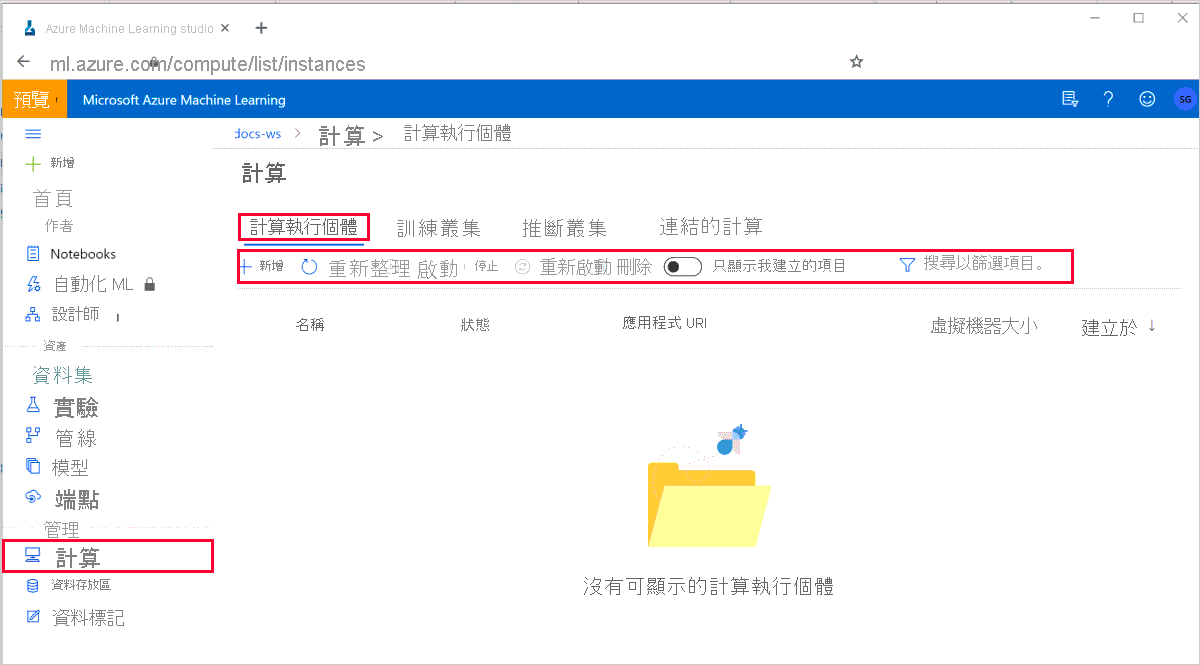 Azure Machine Learning studio
ml.azure.com/compute/list/instances
預覽 Microsoft Azure Machine Learning SG
docs-ws > 計算 > 計算執行個體
新增
首頁
作者
Notebooks
自動化 ML
設計師
資產
資料集
實驗
管線
模型
端點
管理
計算
資料存放區
資料標記
計算
計算執行個體 訓練叢集 推斷叢集 連結的計算
新增 重新整理 啟動 停止 重新啟動 刪除 只顯示我建立的項目 搜尋以篩選項目。
名稱 狀態 應用程式 URI 虛擬機器大小 建立於 ↓
沒有可顯示的計算執行個體